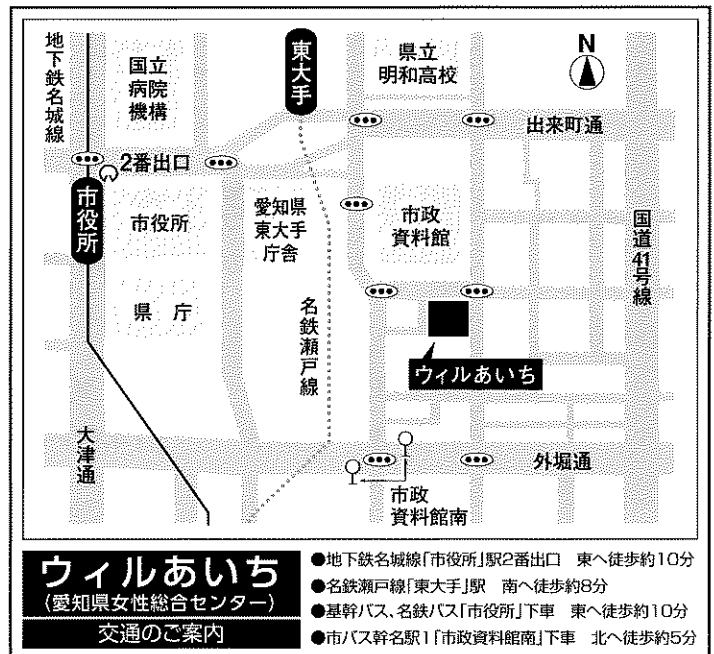 地下鉄名城線
国立
病院
機構
東大手
県立
明和高校
N
出来町通
2番出口
市役所
市役所
愛知県
東大手
庁舎
市政
資料館
国道41号線
県庁
名鉄瀬戸線
ウィルあいち
大津通
外堀通
市政
資料館南
ウィルあいち
(愛知県女性総合センター)
交通のご案内
●地下鉄名城線「市役所」駅2番出口 東へ徒歩約10分
●名鉄瀬戸線「東大手」駅 南へ徒歩約8分
●基幹バス、名鉄バス「市役所」下車 東へ徒歩約10分
●市バス幹名駅1「市政資料館南」下車 北へ徒歩約5分